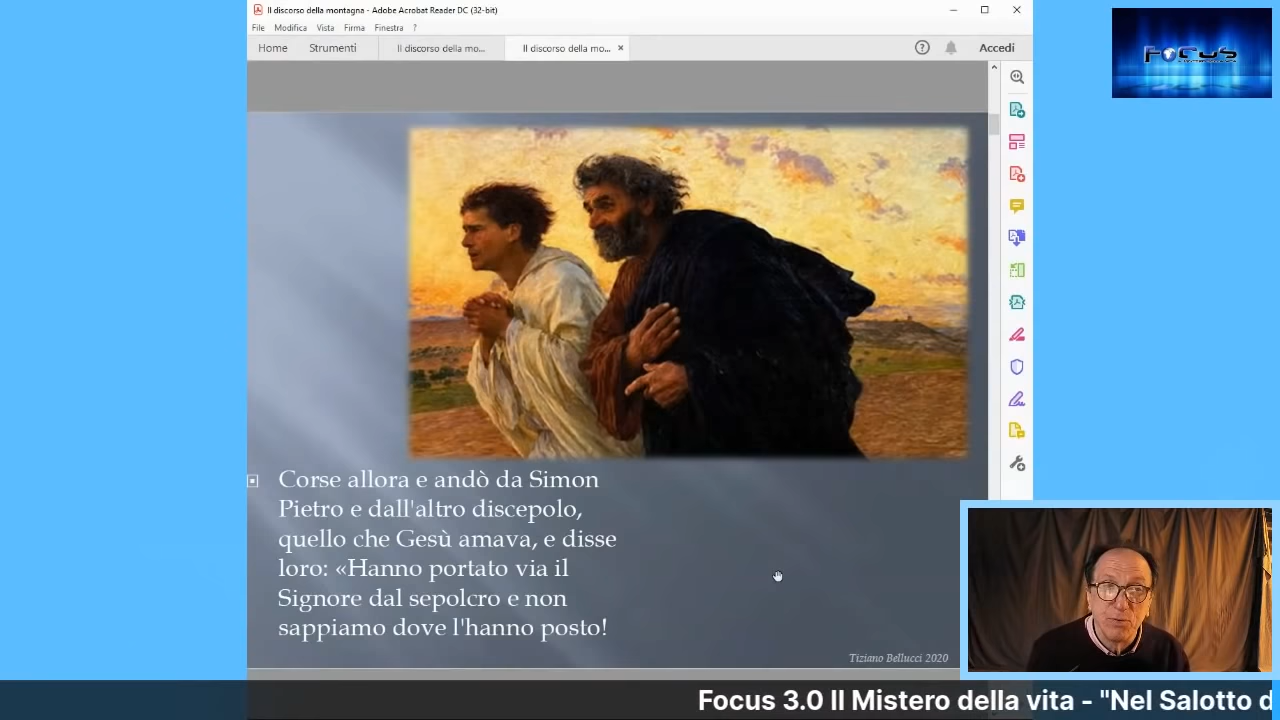 Il discorso della montagna - Adobe Acrobat Reader DC (32-bit)
File Modifica Vista Firma Finestra ?
Home Strumenti Il discorso della mo... Il discorso della mo... × Accedi
FOCUS
Corse allora e andò da Simon
Pietro e dall'altro discepolo,
quello che Gesù amava, e disse
loro: «Hanno portato via il
Signore dal sepolcro e non
sappiamo dove l'hanno posto!
Tiziano Bellucci 2020
Focus 3.0 Il Mistero della vita - "Nel Salotto d